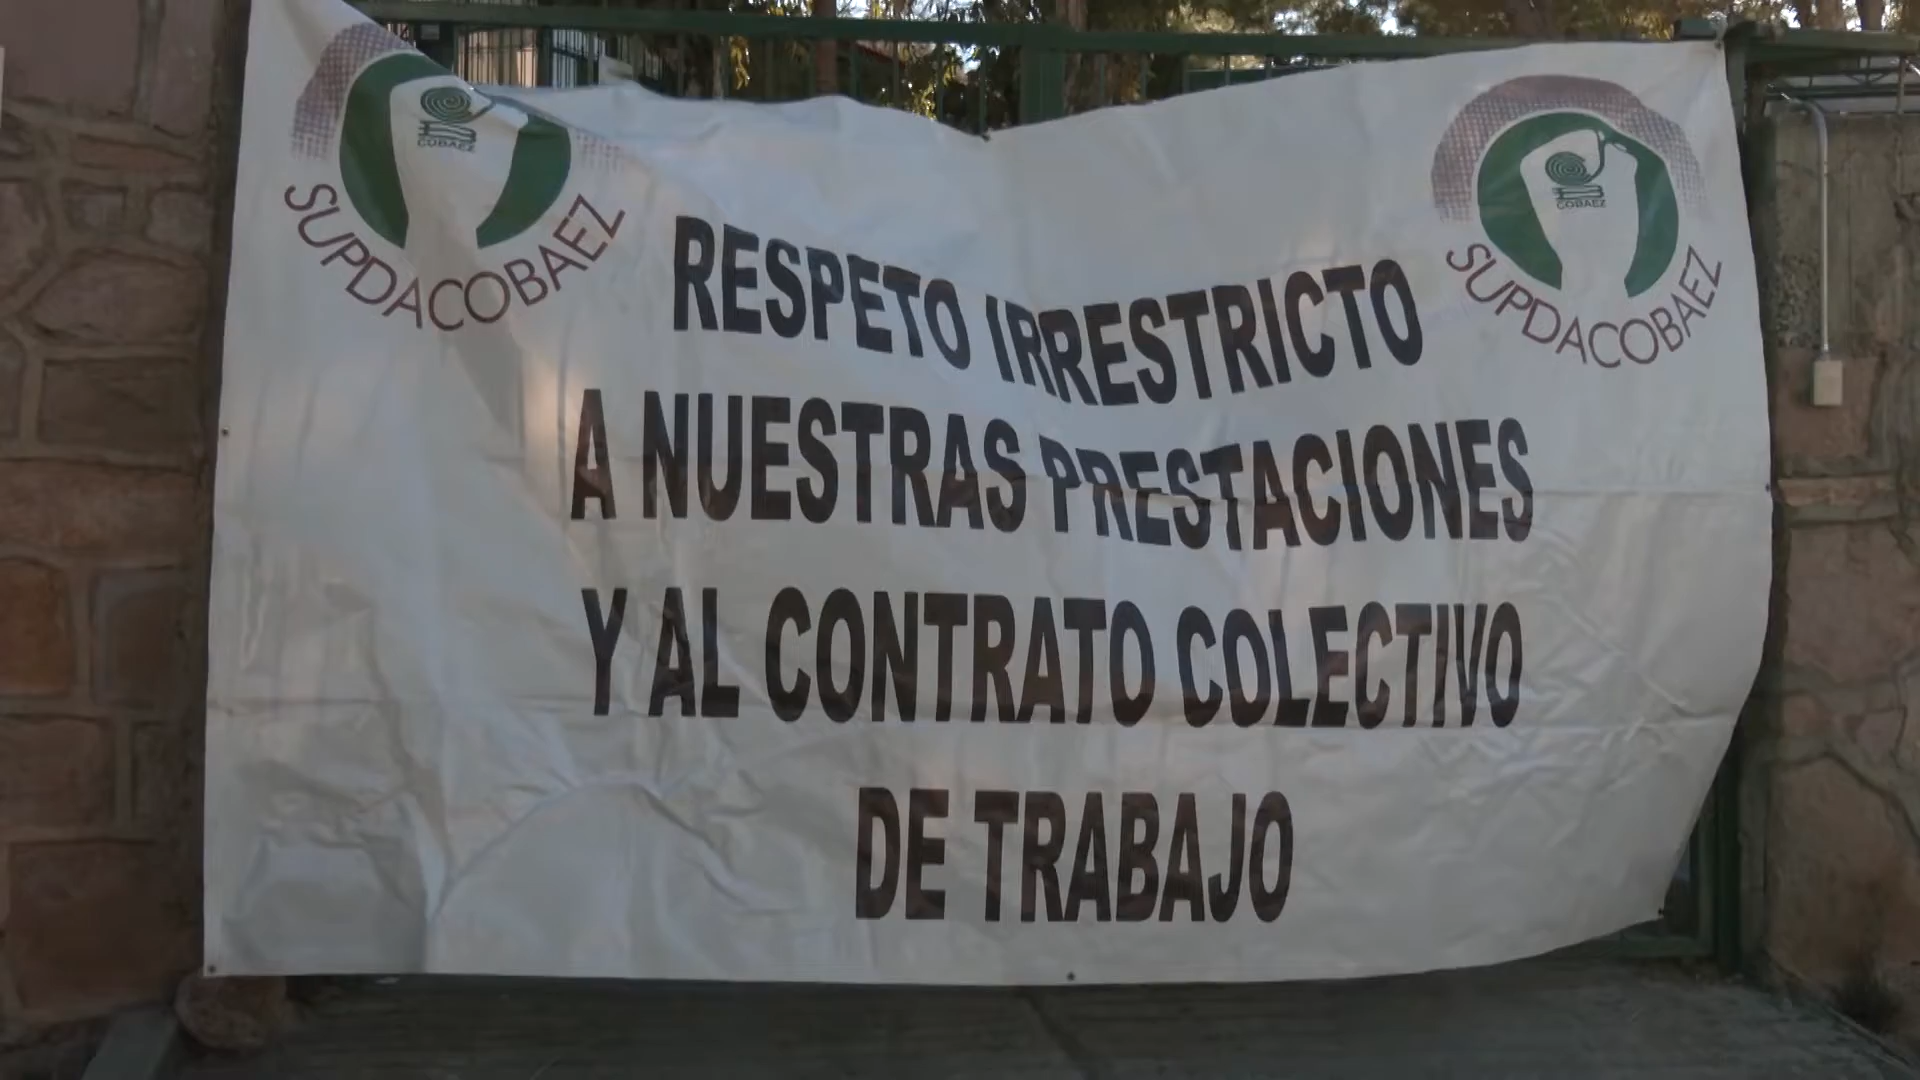 COBAEZ
SUPDACOBAEZ
COBAEZ
SUPDACOBAEZ
RESPETO IRRESTRICTO
A NUESTRAS PRESTACIONES
Y AL CONTRATO COLECTIVO
DE TRABAJO